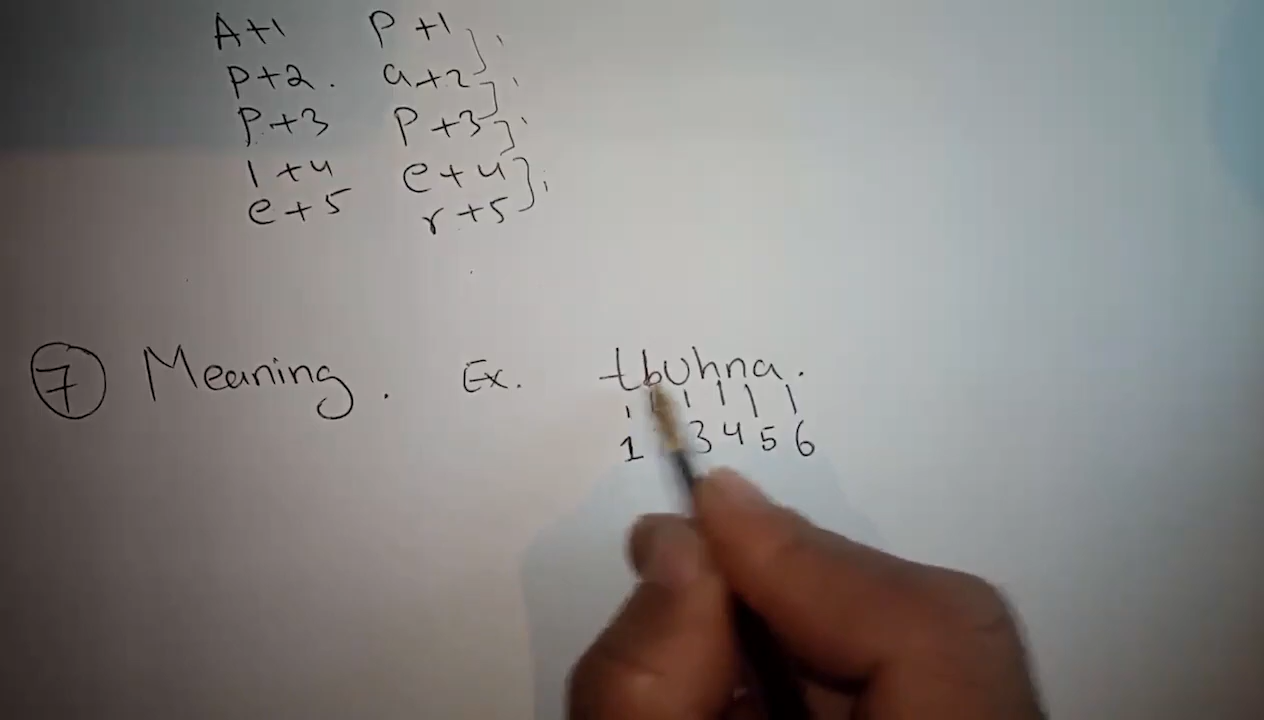 A+1 P+1
P+2. a+2
P+3 P+3
l+4 e+4
e+5 r+5
7 Meaning. Ex. tbuhna.
1 3 4 5 6